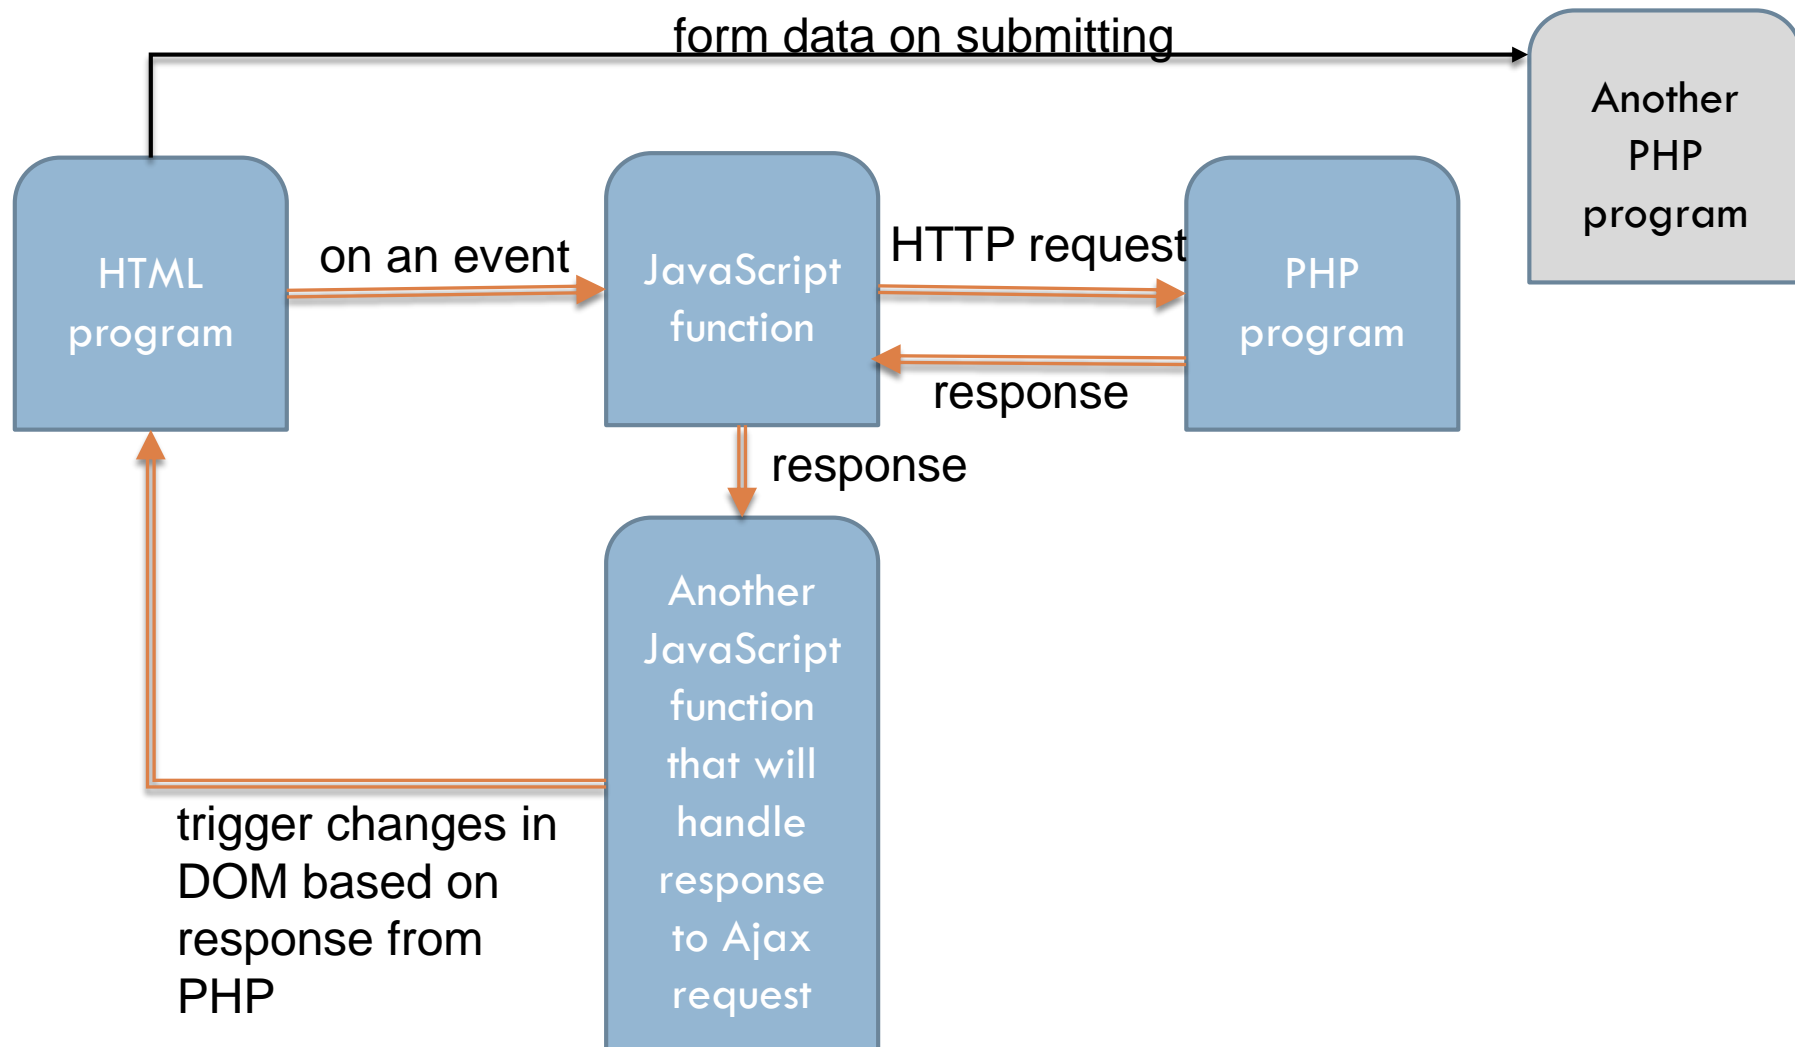 form data on submitting
Another
PHP
program
HTML
program
on an event
JavaScript
function
HTTP request
PHP
program
response
response
Another
JavaScript
function
that will
handle
response
to Ajax
request
trigger changes in
DOM based on
response from
PHP